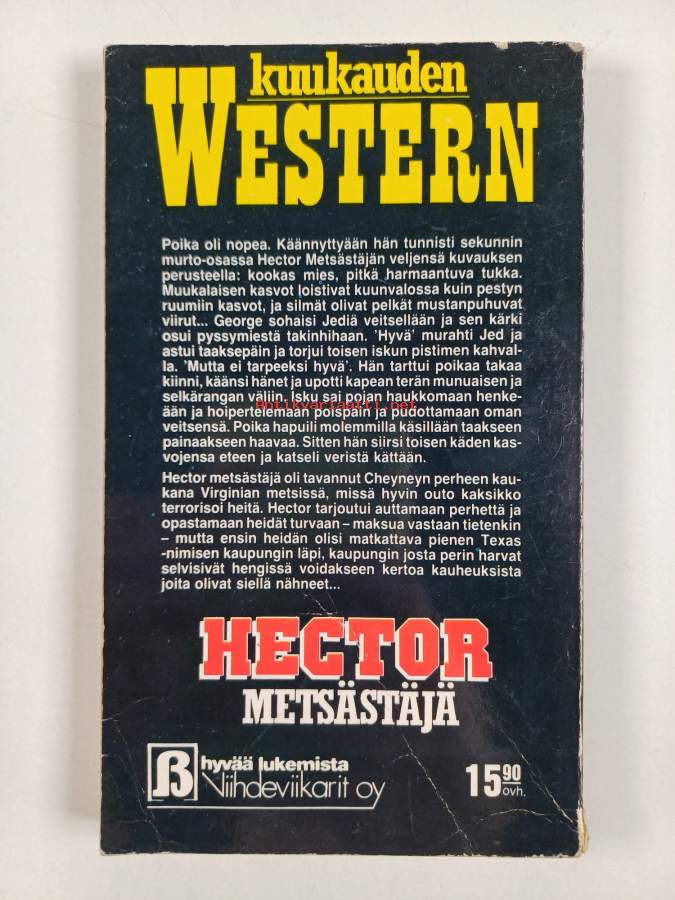 kuukauden
WESTERN
Poika oli nopea. Käännyttyään hän tunnisti sekunnin
murto-osassa Hector Metsästäjän veljensä kuvauksen
perusteella: kookas mies, pitkä harmaantuva tukka.
Muukalaisen kasvot loistivat kuunvalossa kuin pestyn
ruumiin kasvot, ja silmät olivat pelkät mustanpuhuvat
viirut... George sohaisi Jediä veitsellään ja sen kärki
osui pyssymiestä takinhihaan. 'Hyvä' murahti Jed ja
astui taaksepäin ja torjui toisen iskun pistimen kahval-
la. 'Mutta ei tarpeeksi hyvä'. Hän tarttui poikaa takaa
kiinni, käänsi hänet ja upotti kapean terän munuaisen ja
selkärangan väliin. Isku sai pojan haukkomaan henke-
ään ja hoipertelemaan poispäin ja pudottamaan oman
veitsensä. Poika hapuili molemmilla käsillään taakseen
painaakseen haavaa. Sitten hän siirsi toisen käden kas-
vojensa eteen ja katseli veristä kättään.
Hector metsästäjä oli tavannut Cheyneyn perheen kau-
kana Virginian metsissä, missä hyvin outo kaksikko
terrorisoi heitä. Hector tarjoutui auttamaan perhettä ja
opastamaan heidät turvaan – maksua vastaan tietenkin
– mutta ensin heidän olisi matkattava pienen Texas
-nimisen kaupungin läpi, kaupungin josta perin harvat
selvisivät hengissä voidakseen kertoa kauheuksista
joita olivat siellä nähneet...
Antikvariaatti.net
HECTOR
METSÄSTÄJÄ
ß hyvää lukemista
Viihdeviikarit oy
15 90
ovh.